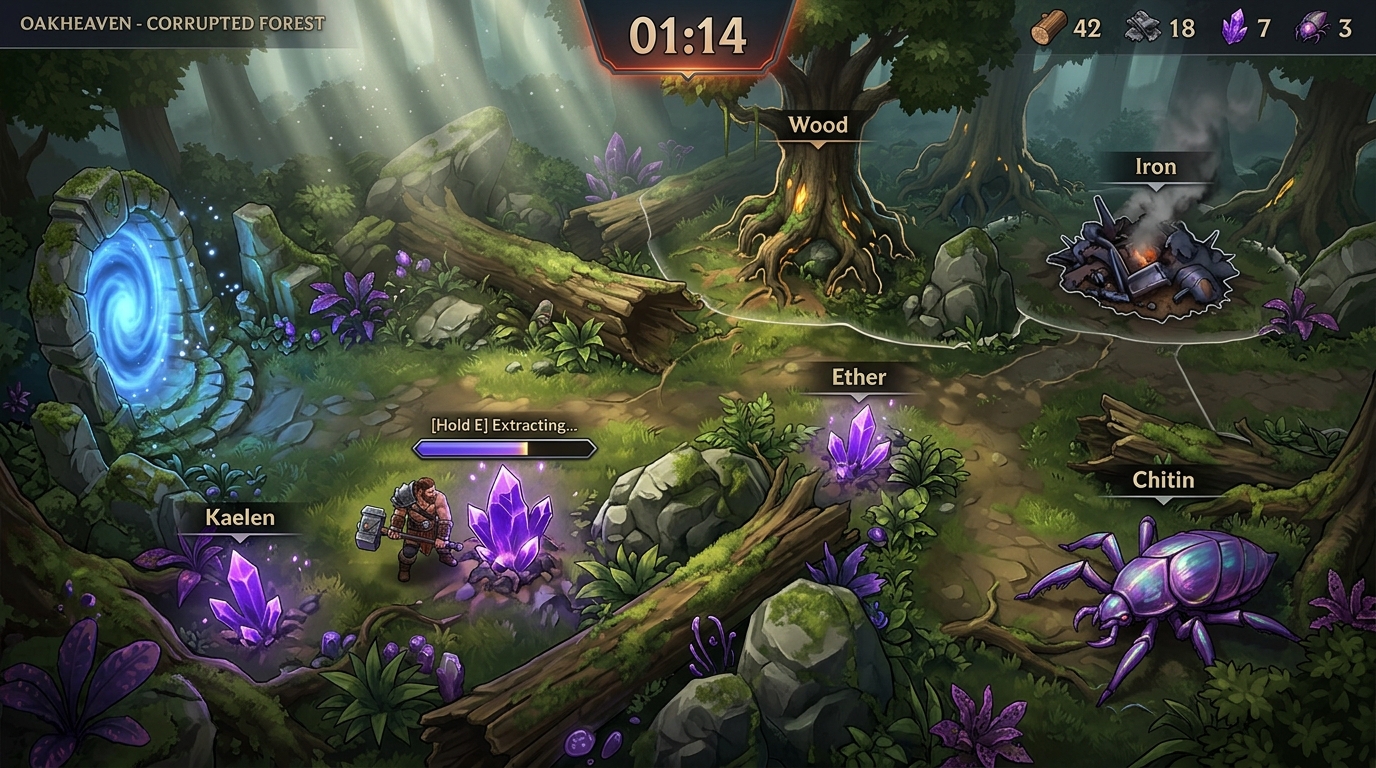 OAKHEAVEN - CORRUPTED FOREST
01:14
42
18
7
3
Wood
Iron
Ether
[Hold E] Extracting...
Chitin
Kaelen